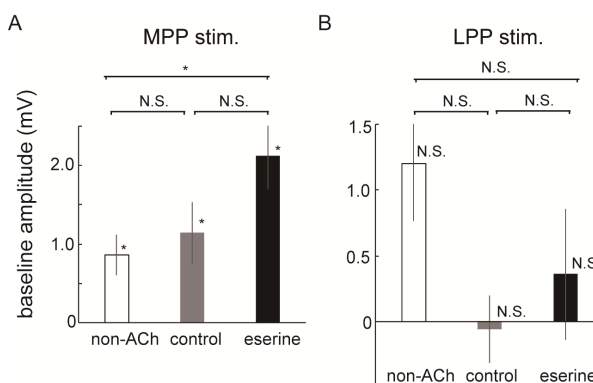 A
MPP stim.
*
N.S.
N.S.
baseline amplitude (mV)
2.0
1.0
0
*
*
*
non-ACh
control
eserine
B
LPP stim.
N.S.
N.S.
N.S.
1.5
1.0
0.5
0
N.S.
N.S.
N.S
non-ACh
control
eserine